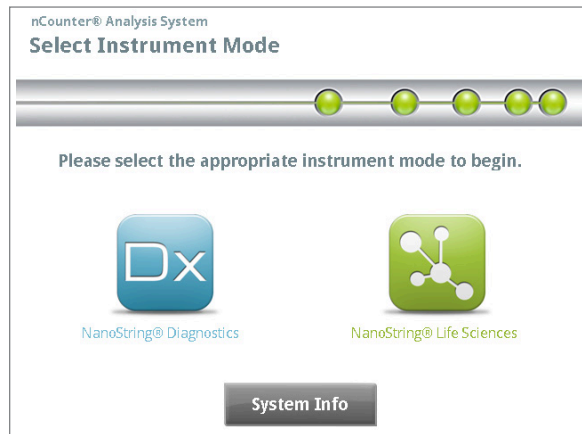 nCounter® Analysis System
Select Instrument Mode
Please select the appropriate instrument mode to begin.
Dx
NanoString® Diagnostics
NanoString® Life Sciences
System Info